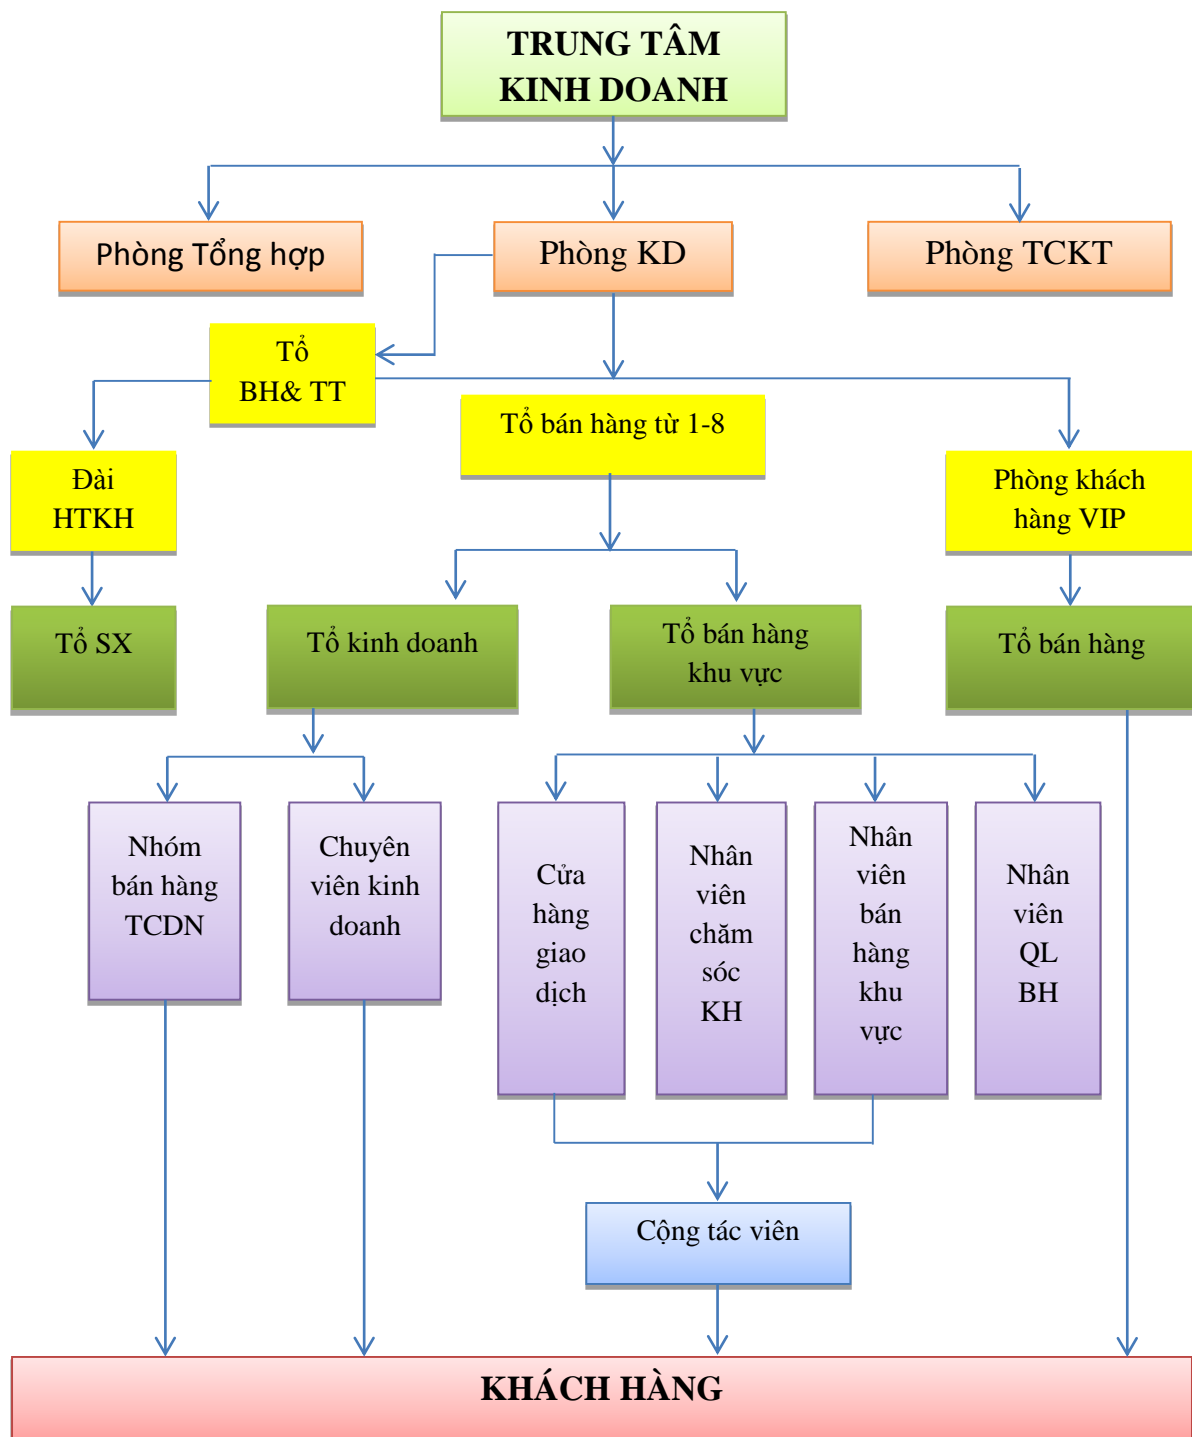 TRUNG TÂM
KINH DOANH
Phòng Tổng hợp
Phòng KD
Phòng TCKT
Tổ
BH& TT
Tổ bán hàng từ 1-8
Đài
HTKH
Phòng khách
hàng VIP
Tổ SX
Tổ kinh doanh
Tổ bán hàng
khu vực
Tổ bán hàng
Nhóm
bán hàng
TCDN
Chuyên
viên kinh
doanh
Cửa
hàng
giao
dịch
Nhân
viên
chăm
sóc
KH
Nhân
viên
bán
hàng
khu
vực
Nhân
viên
QL
BH
Cộng tác viên
KHÁCH HÀNG